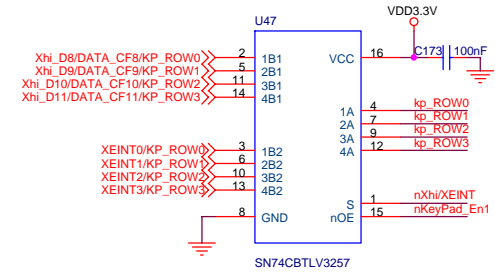 VDD3.3V
U47
C173 100nF
Xhi_D8/DATA_CF8/KP_ROW0 2 1B1 VCC 16
Xhi_D9/DATA_CF9/KP_ROW1 5 2B1
Xhi_D10/DATA_CF10/KP_ROW2 11 3B1
Xhi_D11/DATA_CF11/KP_ROW3 14 4B1
1A 4 kp_ROW0
2A 7 kp_ROW1
3A 9 kp_ROW2
4A 12 kp_ROW3
XEINT0/KP_ROW0 3 1B2
XEINT1/KP_ROW1 6 2B2
XEINT2/KP_ROW2 10 3B2
XEINT3/KP_ROW3 13 4B2
S 1 nXhi/XEINT
8 GND nOE 15 nKeyPad_En1
SN74CBTLV3257